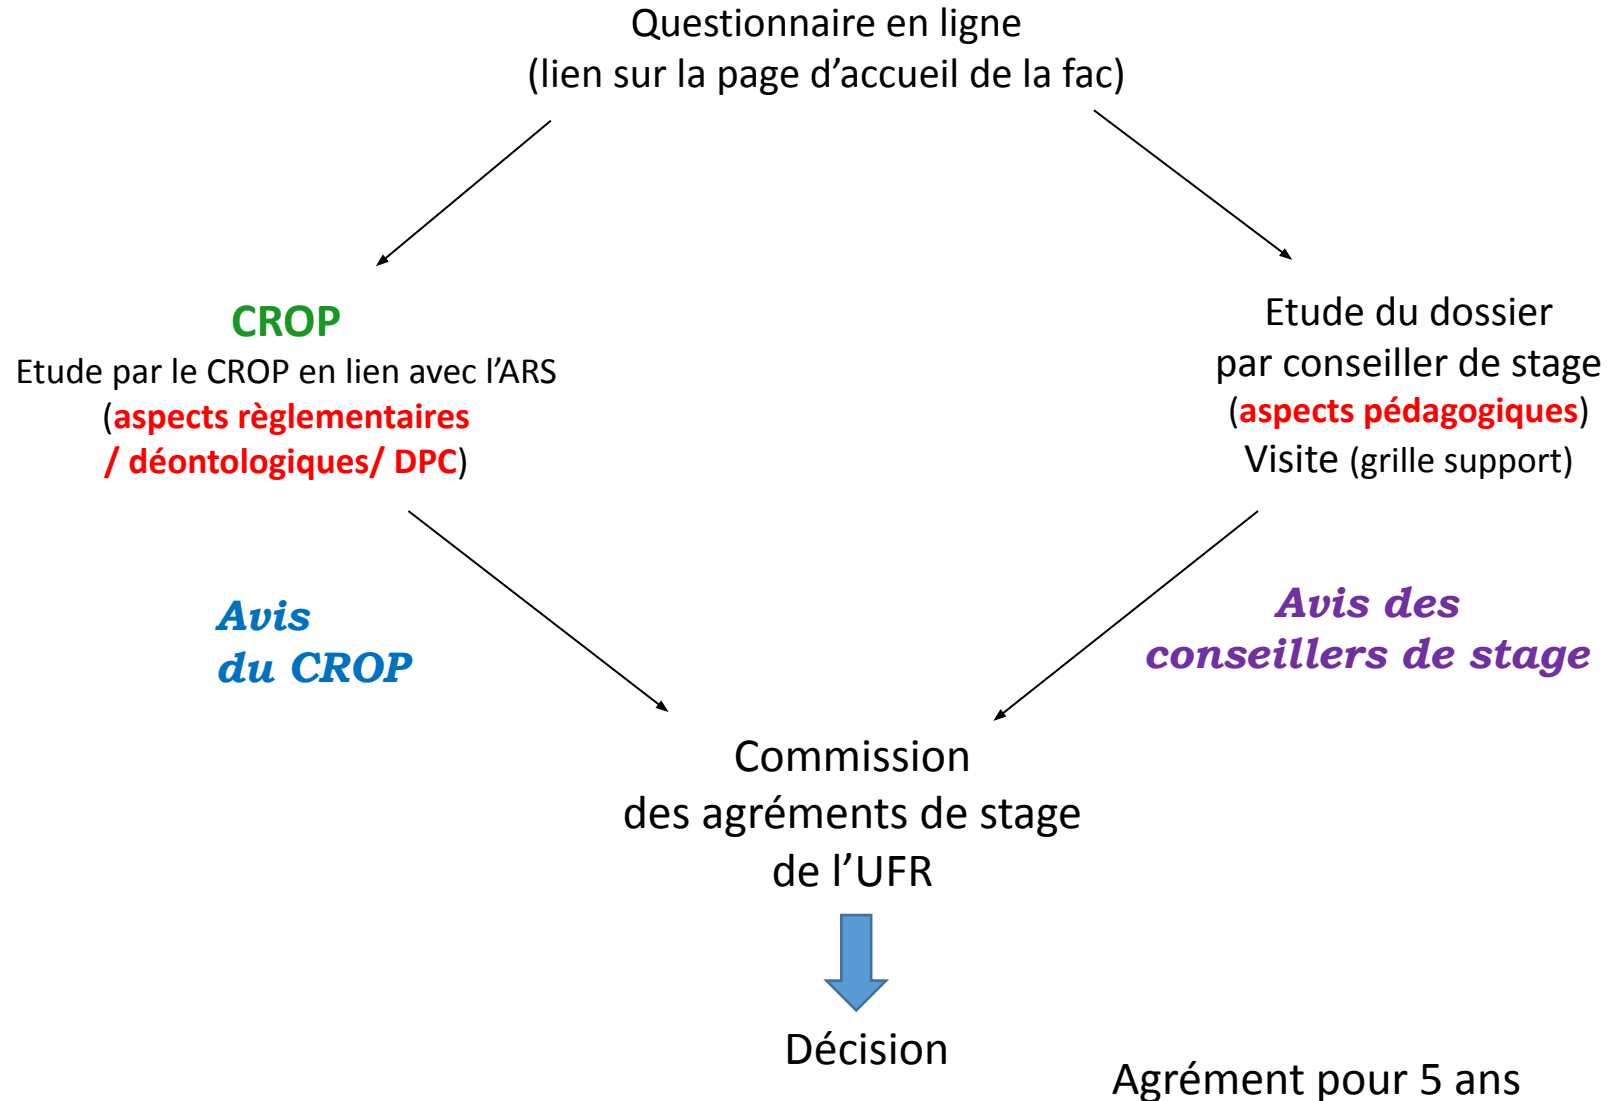 Questionnaire en ligne
(lien sur la page d’accueil de la fac)
CROP
Etude par le CROP en lien avec l’ARS
(aspects règlementaires
/ déontologiques/ DPC)
Etude du dossier
par conseiller de stage
(aspects pédagogiques)
Visite (grille support)
Avis
du CROP
Avis des
conseillers de stage
Commission
des agréments de stage
de l’UFR
Décision
Agrément pour 5 ans